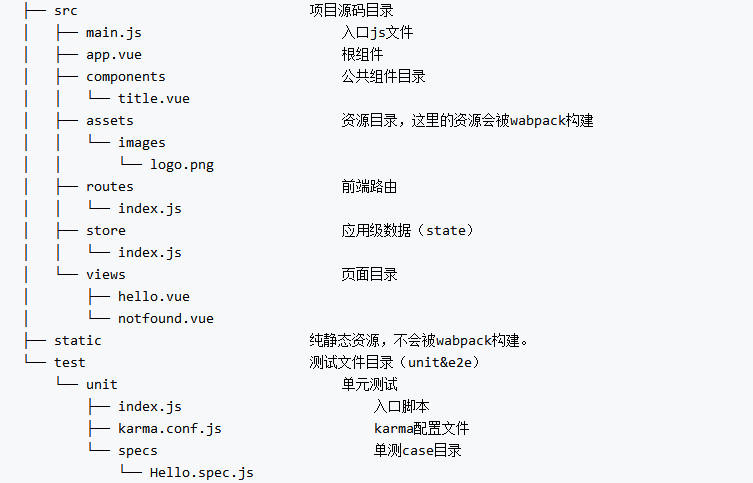 ├── src 项目源码目录
│   ├── main.js 入口js文件
│   ├── app.vue 根组件
│   ├── components 公共组件目录
│   │   └── title.vue
│   ├── assets 资源目录，这里的资源会被wabpack构建
│   │   └── images
│   │       └── logo.png
│   ├── routes 前端路由
│   │   └── index.js
│   ├── store 应用级数据（state）
│   │   └── index.js
│   └── views 页面目录
│       ├── hello.vue
│       └── notfound.vue
├── static 纯静态资源，不会被wabpack构建。
└── test 测试文件目录（unit&e2e）
    └── unit 单元测试
        ├── index.js 入口脚本
        ├── karma.conf.js karma配置文件
        └── specs 单测case目录
            └── Hello.spec.js